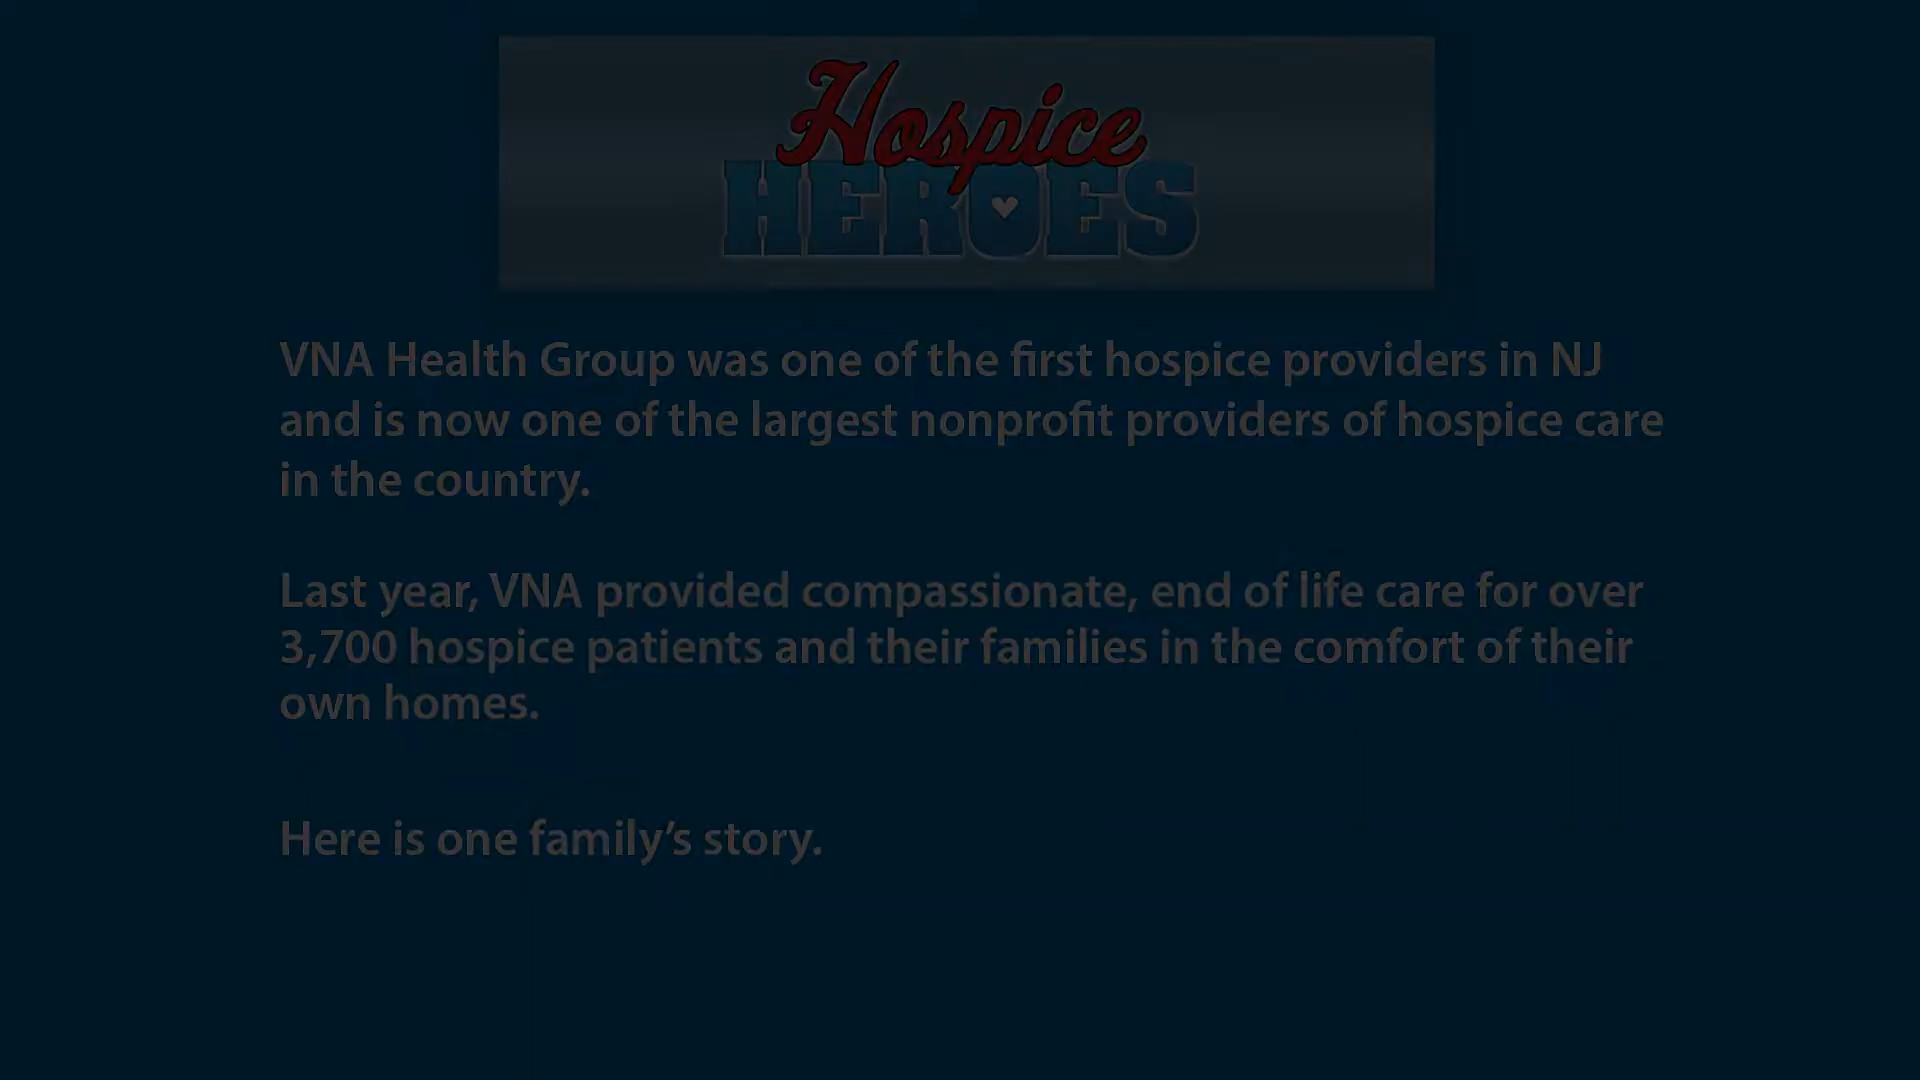 Hospice
HEROES
VNA Health Group was one of the first hospice providers in NJ
and is now one of the largest nonprofit providers of hospice care
in the country.
Last year, VNA provided compassionate, end of life care for over
3,700 hospice patients and their families in the comfort of their
own homes.
Here is one family’s story.